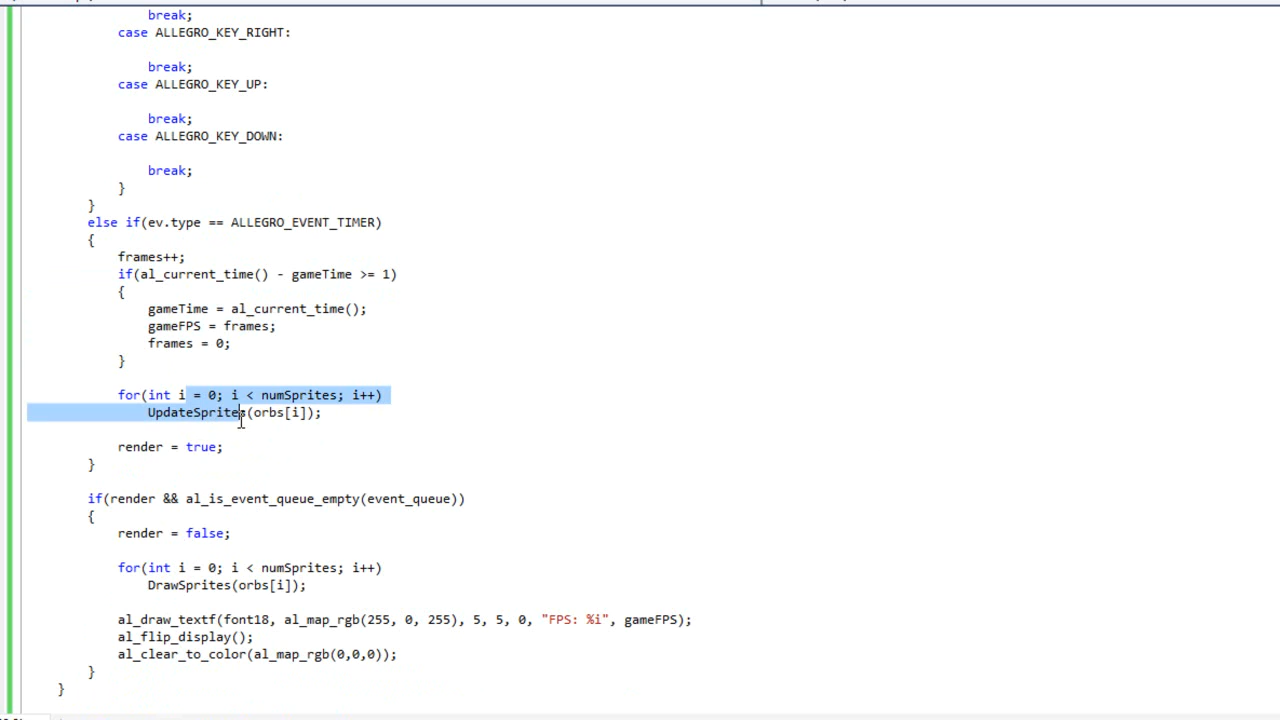 break;
case ALLEGRO_KEY_RIGHT:
break;
case ALLEGRO_KEY_UP:
break;
case ALLEGRO_KEY_DOWN:
break;
}
}
else if(ev.type == ALLEGRO_EVENT_TIMER)
{
frames++;
if(al_current_time() - gameTime >= 1)
{
gameTime = al_current_time();
gameFPS = frames;
frames = 0;
}
for(int i = 0; i < numSprites; i++)
UpdateSprites(orbs[i]);
render = true;
}
if(render && al_is_event_queue_empty(event_queue))
{
render = false;
for(int i = 0; i < numSprites; i++)
DrawSprites(orbs[i]);
al_draw_textf(font18, al_map_rgb(255, 0, 255), 5, 5, 0, "FPS: %i", gameFPS);
al_flip_display();
al_clear_to_color(al_map_rgb(0,0,0));
}
}